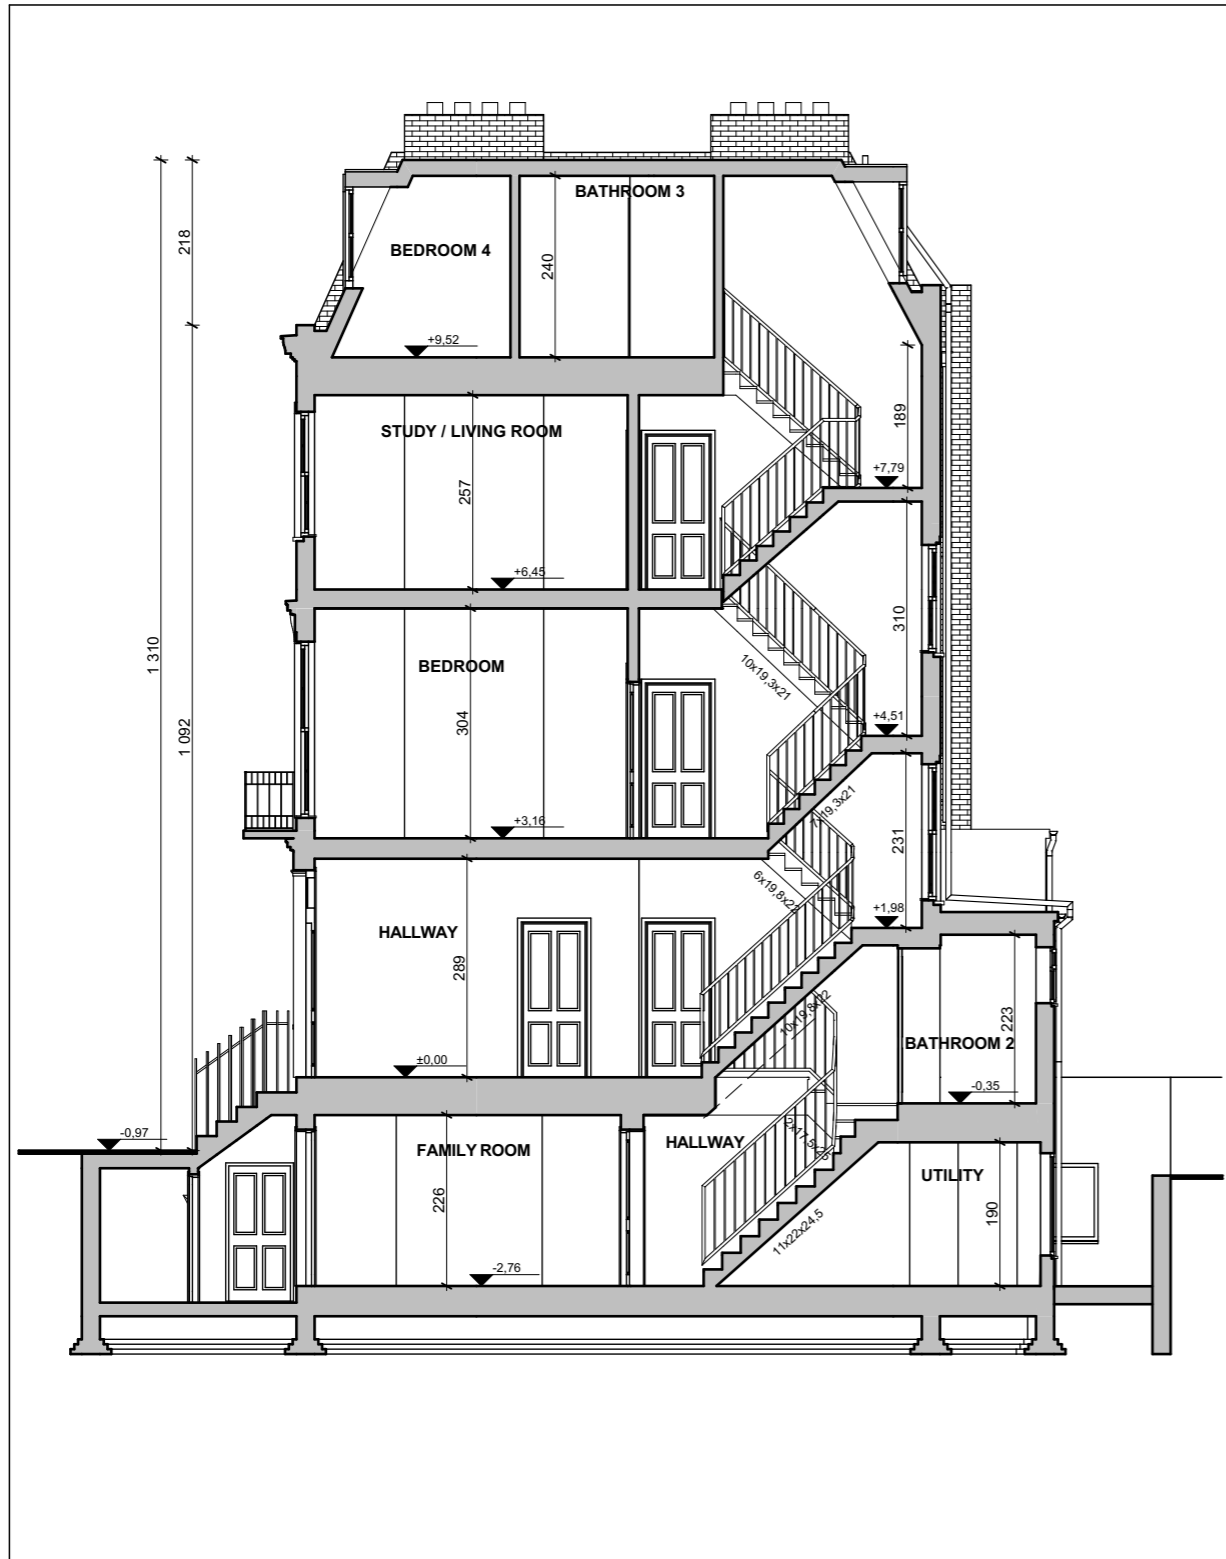 BATHROOM 3
218
BEDROOM 4
240
+9,52
STUDY / LIVING ROOM
189
257
+7,79
+6,45
310
1 310
BEDROOM
10x19,3x21
304
+4,51
1 092
7x19,3x21
+3,16
231
6x19,8x22
+1,98
HALLWAY
289
10x19,8x22
223
BATHROOM 2
±0,00
-0,35
-0,97
FAMILY ROOM
HALLWAY
UTILITY
226
190
11x22x24,5
-2,76